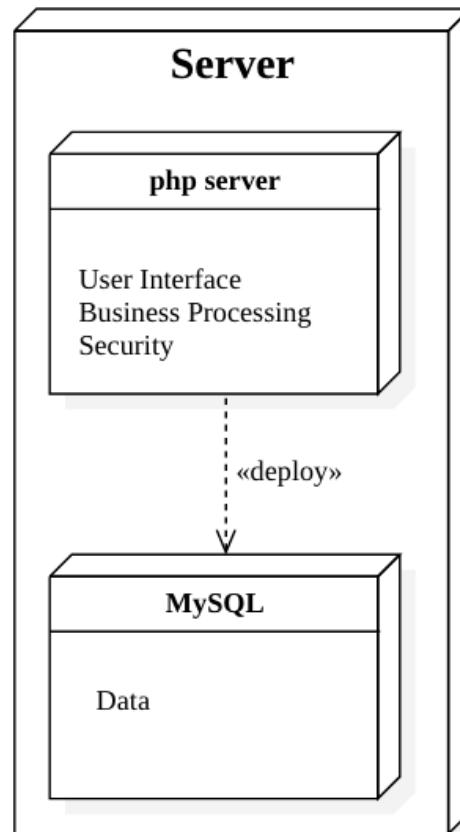 Server
php server
User Interface
Business Processing
Security
«deploy»
MySQL
Data